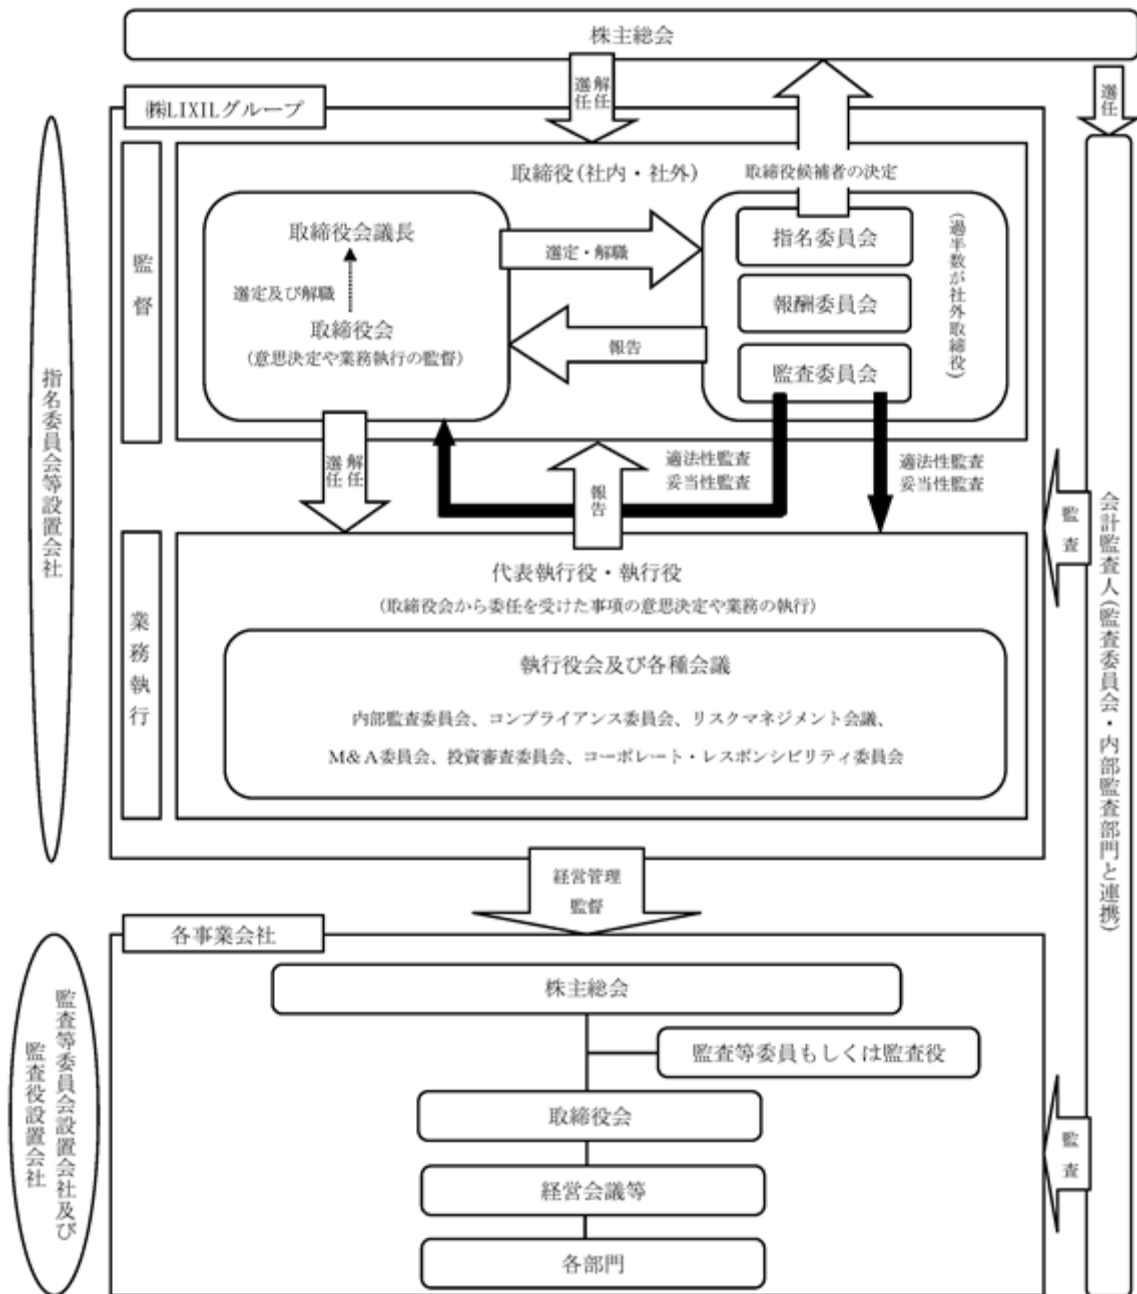 株主総会
選任
解任
選任
㈱LIXILグループ
指名委員会等設置会社
監督
取締役(社内・社外)
取締役候補者の決定
取締役会議長
選定及び解職
取締役会
(意思決定や業務執行の監督)
選定・解職
報告
指名委員会
報酬委員会
監査委員会
(過半数が社外取締役)
選任
解任
報告
適法性監査
妥当性監査
適法性監査
妥当性監査
監査
会計監査人(監査委員会・内部監査部門と連携)
業務執行
代表執行役・執行役
(取締役会から委任を受けた事項の意思決定や業務の執行)
執行役会及び各種会議
内部監査委員会、コンプライアンス委員会、リスクマネジメント会議、
M&A委員会、投資審査委員会、コーポレート・レスポンシビリティ委員会
経営管理
監督
各事業会社
監査等委員会設置会社及び
監査役設置会社
株主総会
監査等委員もしくは監査役
取締役会
経営会議等
各部門
監査